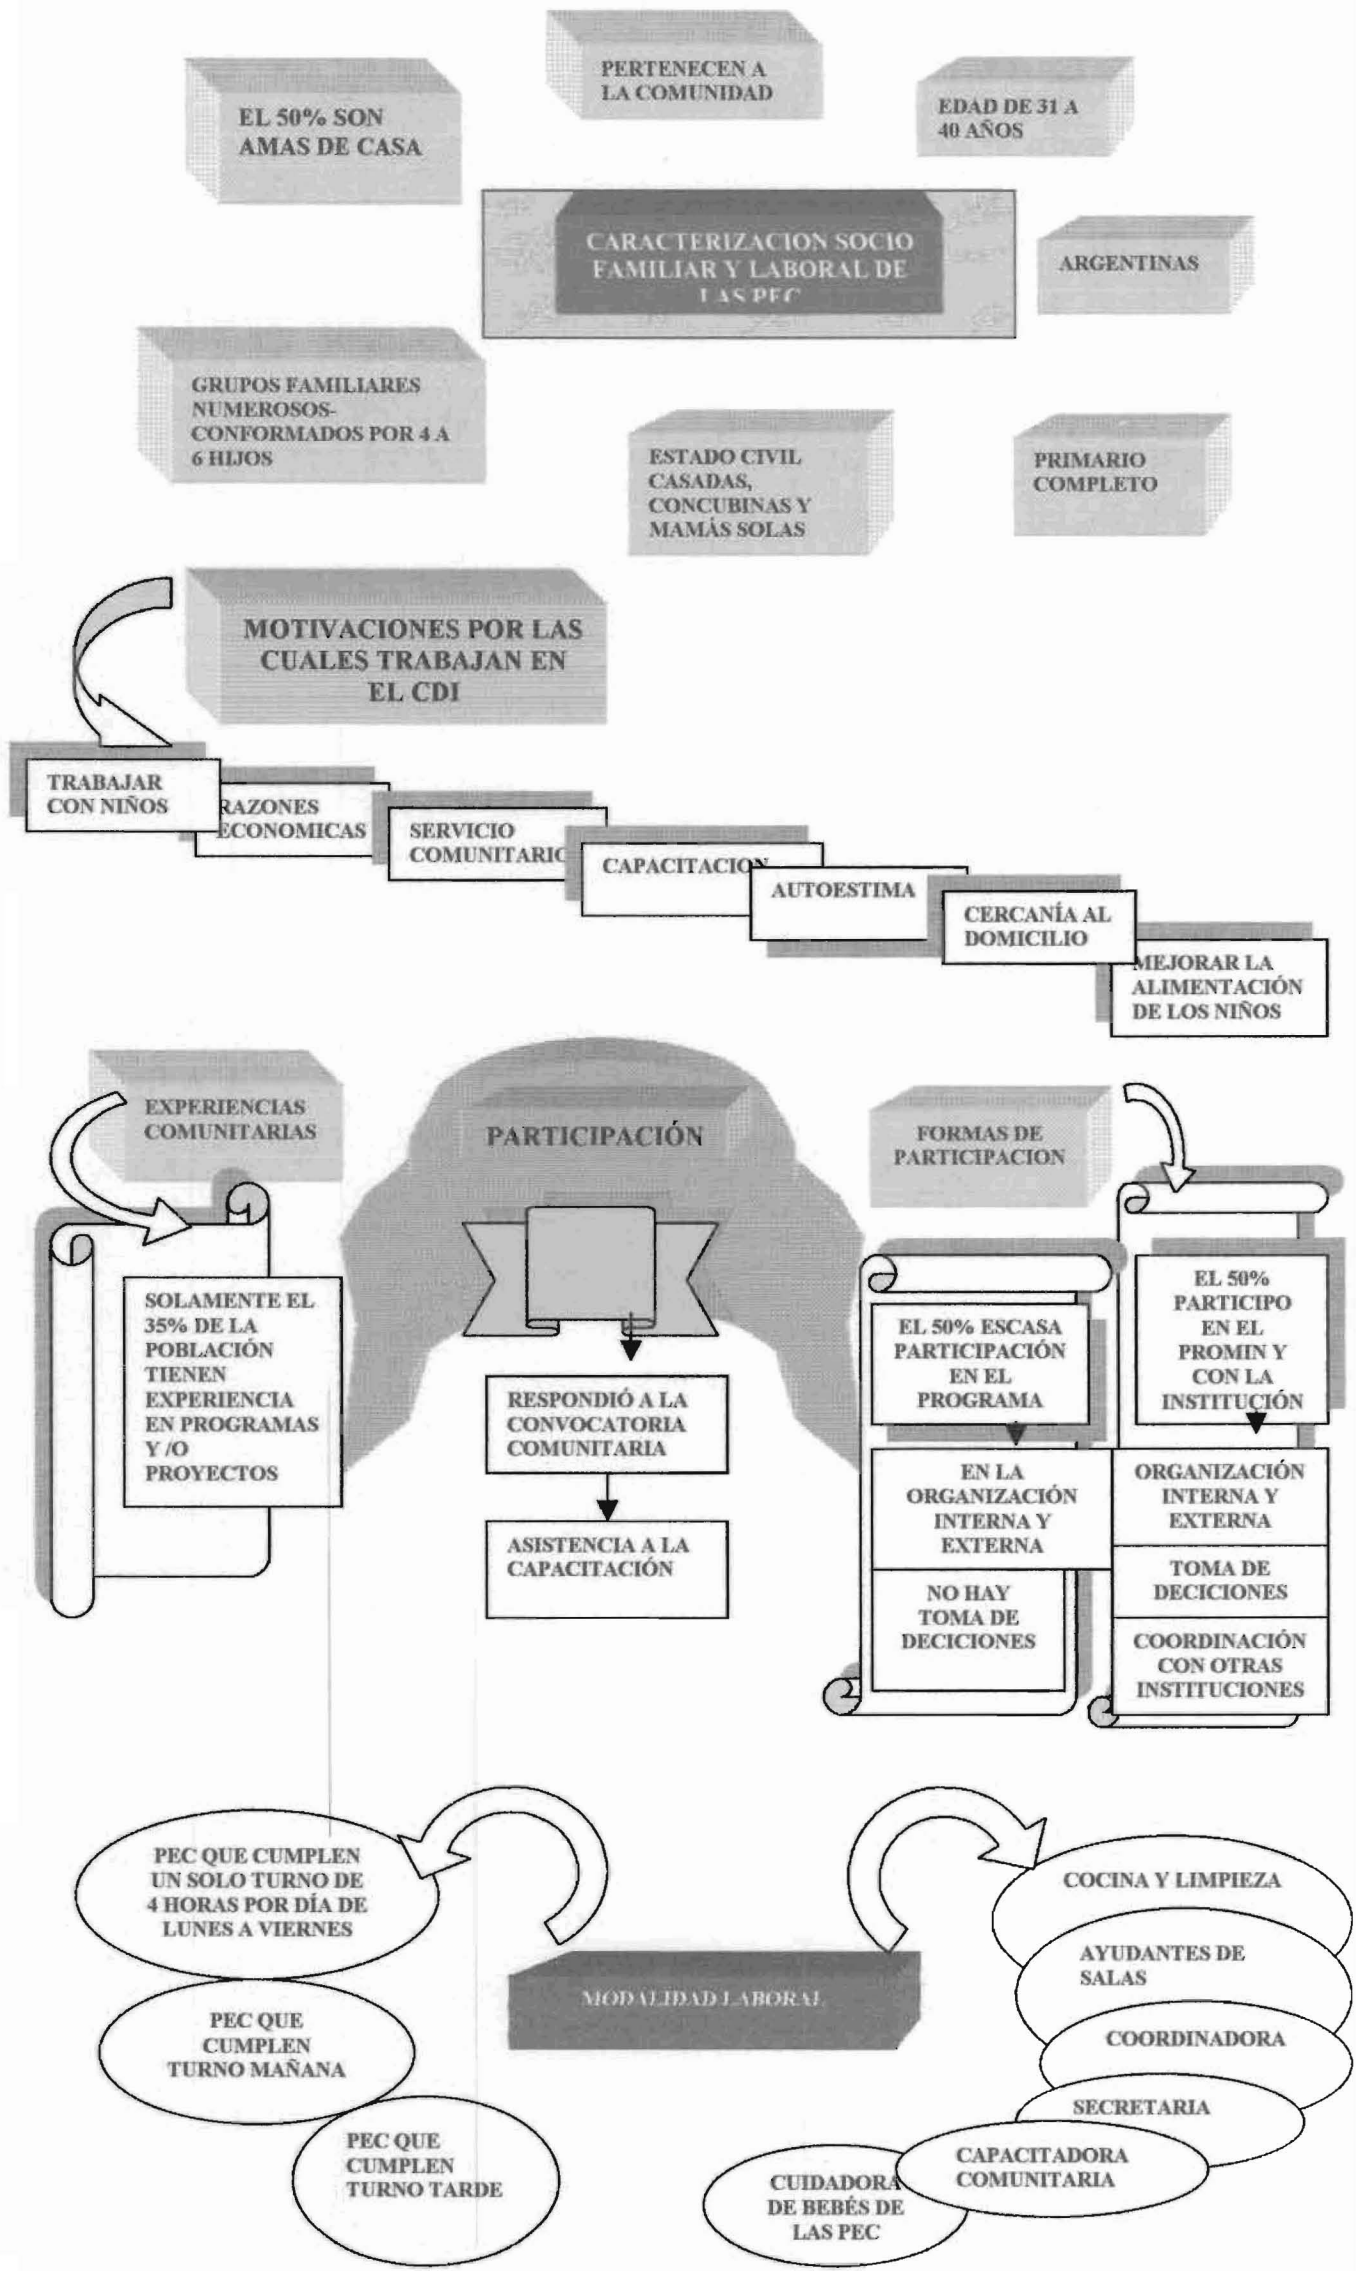 PERTENECEN A
LA COMUNIDAD
EL 50% SON
AMAS DE CASA
EDAD DE 31 A
40 AÑOS
CARACTERIZACION SOCIO
FAMILIAR Y LABORAL DE
LAS PEC
ARGENTINAS
GRUPOS FAMILIARES
NUMEROSOS-
CONFORMADOS POR 4 A
6 HIJOS
ESTADO CIVIL
CASADAS,
CONCUBINAS Y
MAMÁS SOLAS
PRIMARIO
COMPLETO
MOTIVACIONES POR LAS
CUALES TRABAJAN EN
EL CDI
TRABAJAR
CON NIÑOS
RAZONES
ECONOMICAS
SERVICIO
COMUNITARIO
CAPACITACION
AUTOESTIMA
CERCANÍA AL
DOMICILIO
MEJORAR LA
ALIMENTACIÓN
DE LOS NIÑOS
EXPERIENCIAS
COMUNITARIAS
SOLAMENTE EL
35% DE LA
POBLACIÓN
TIENEN
EXPERIENCIA
EN PROGRAMAS
Y /O
PROYECTOS
PARTICIPACIÓN
RESPONDIÓ A LA
CONVOCATORIA
COMUNITARIA
ASISTENCIA A LA
CAPACITACIÓN
FORMAS DE
PARTICIPACION
EL 50% ESCASA
PARTICIPACIÓN
EN EL
PROGRAMA
EN LA
ORGANIZACIÓN
INTERNA Y
EXTERNA
NO HAY
TOMA DE
DECICIONES
EL 50%
PARTICIPO
EN EL
PROMIN Y
CON LA
INSTITUCIÓN
ORGANIZACIÓN
INTERNA Y
EXTERNA
TOMA DE
DECICIONES
COORDINACIÓN
CON OTRAS
INSTITUCIONES
MODALIDAD LABORAL
PEC QUE CUMPLEN
UN SOLO TURNO DE
4 HORAS POR DÍA DE
LUNES A VIERNES
PEC QUE
CUMPLEN
TURNO MAÑANA
PEC QUE
CUMPLEN
TURNO TARDE
COCINA Y LIMPIEZA
AYUDANTES DE
SALAS
COORDINADORA
SECRETARIA
CAPACITADORA
COMUNITARIA
CUIDADORA
DE BEBÉS DE
LAS PEC